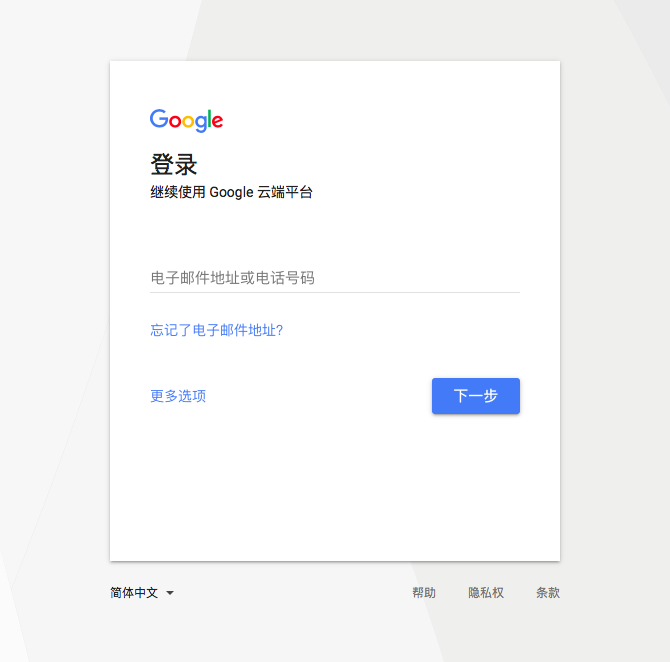 Google
登录
继续使用 Google 云端平台
电子邮件地址或电话号码
忘记了电子邮件地址?
更多选项
下一步
简体中文
帮助
隐私权
条款